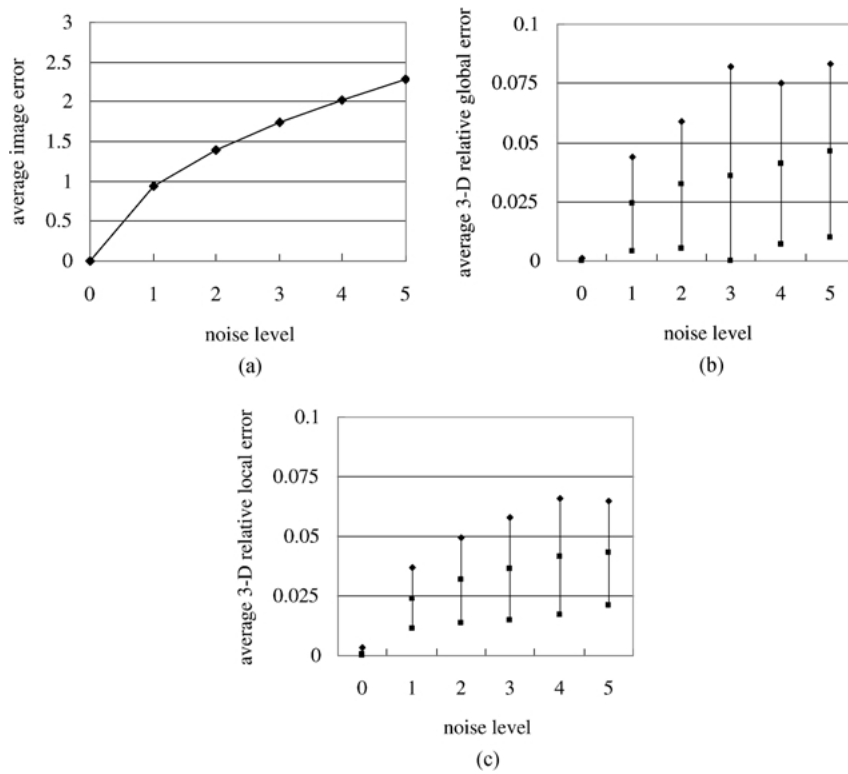 average image error
3
2.5
2
1.5
1
0.5
0
0 1 2 3 4 5
noise level
(a)
average 3-D relative global error
0.1
0.075
0.05
0.025
0
0 1 2 3 4 5
noise level
(b)
average 3-D relative local error
0.1
0.075
0.05
0.025
0
0 1 2 3 4 5
noise level
(c)